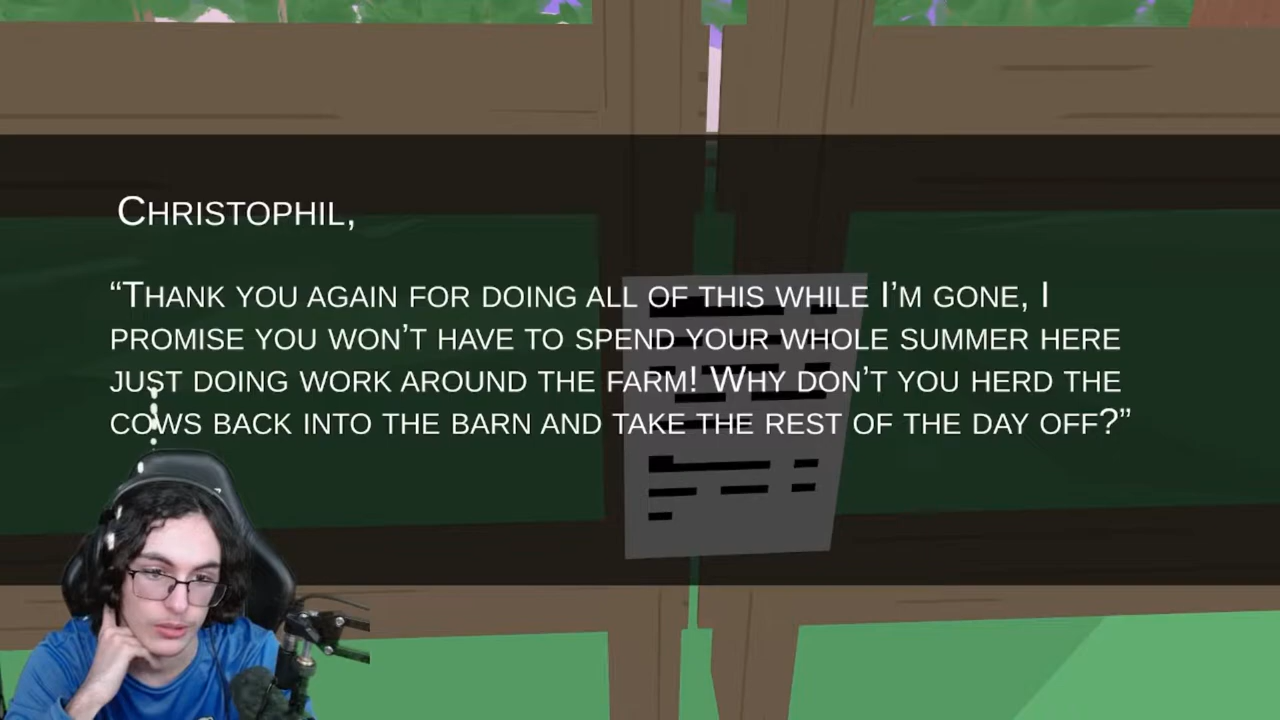 Christophil,
“Thank you again for doing all of this while I’m gone, I
promise you won’t have to spend your whole summer here
just doing work around the farm! Why don’t you herd the
cows back into the barn and take the rest of the day off?”